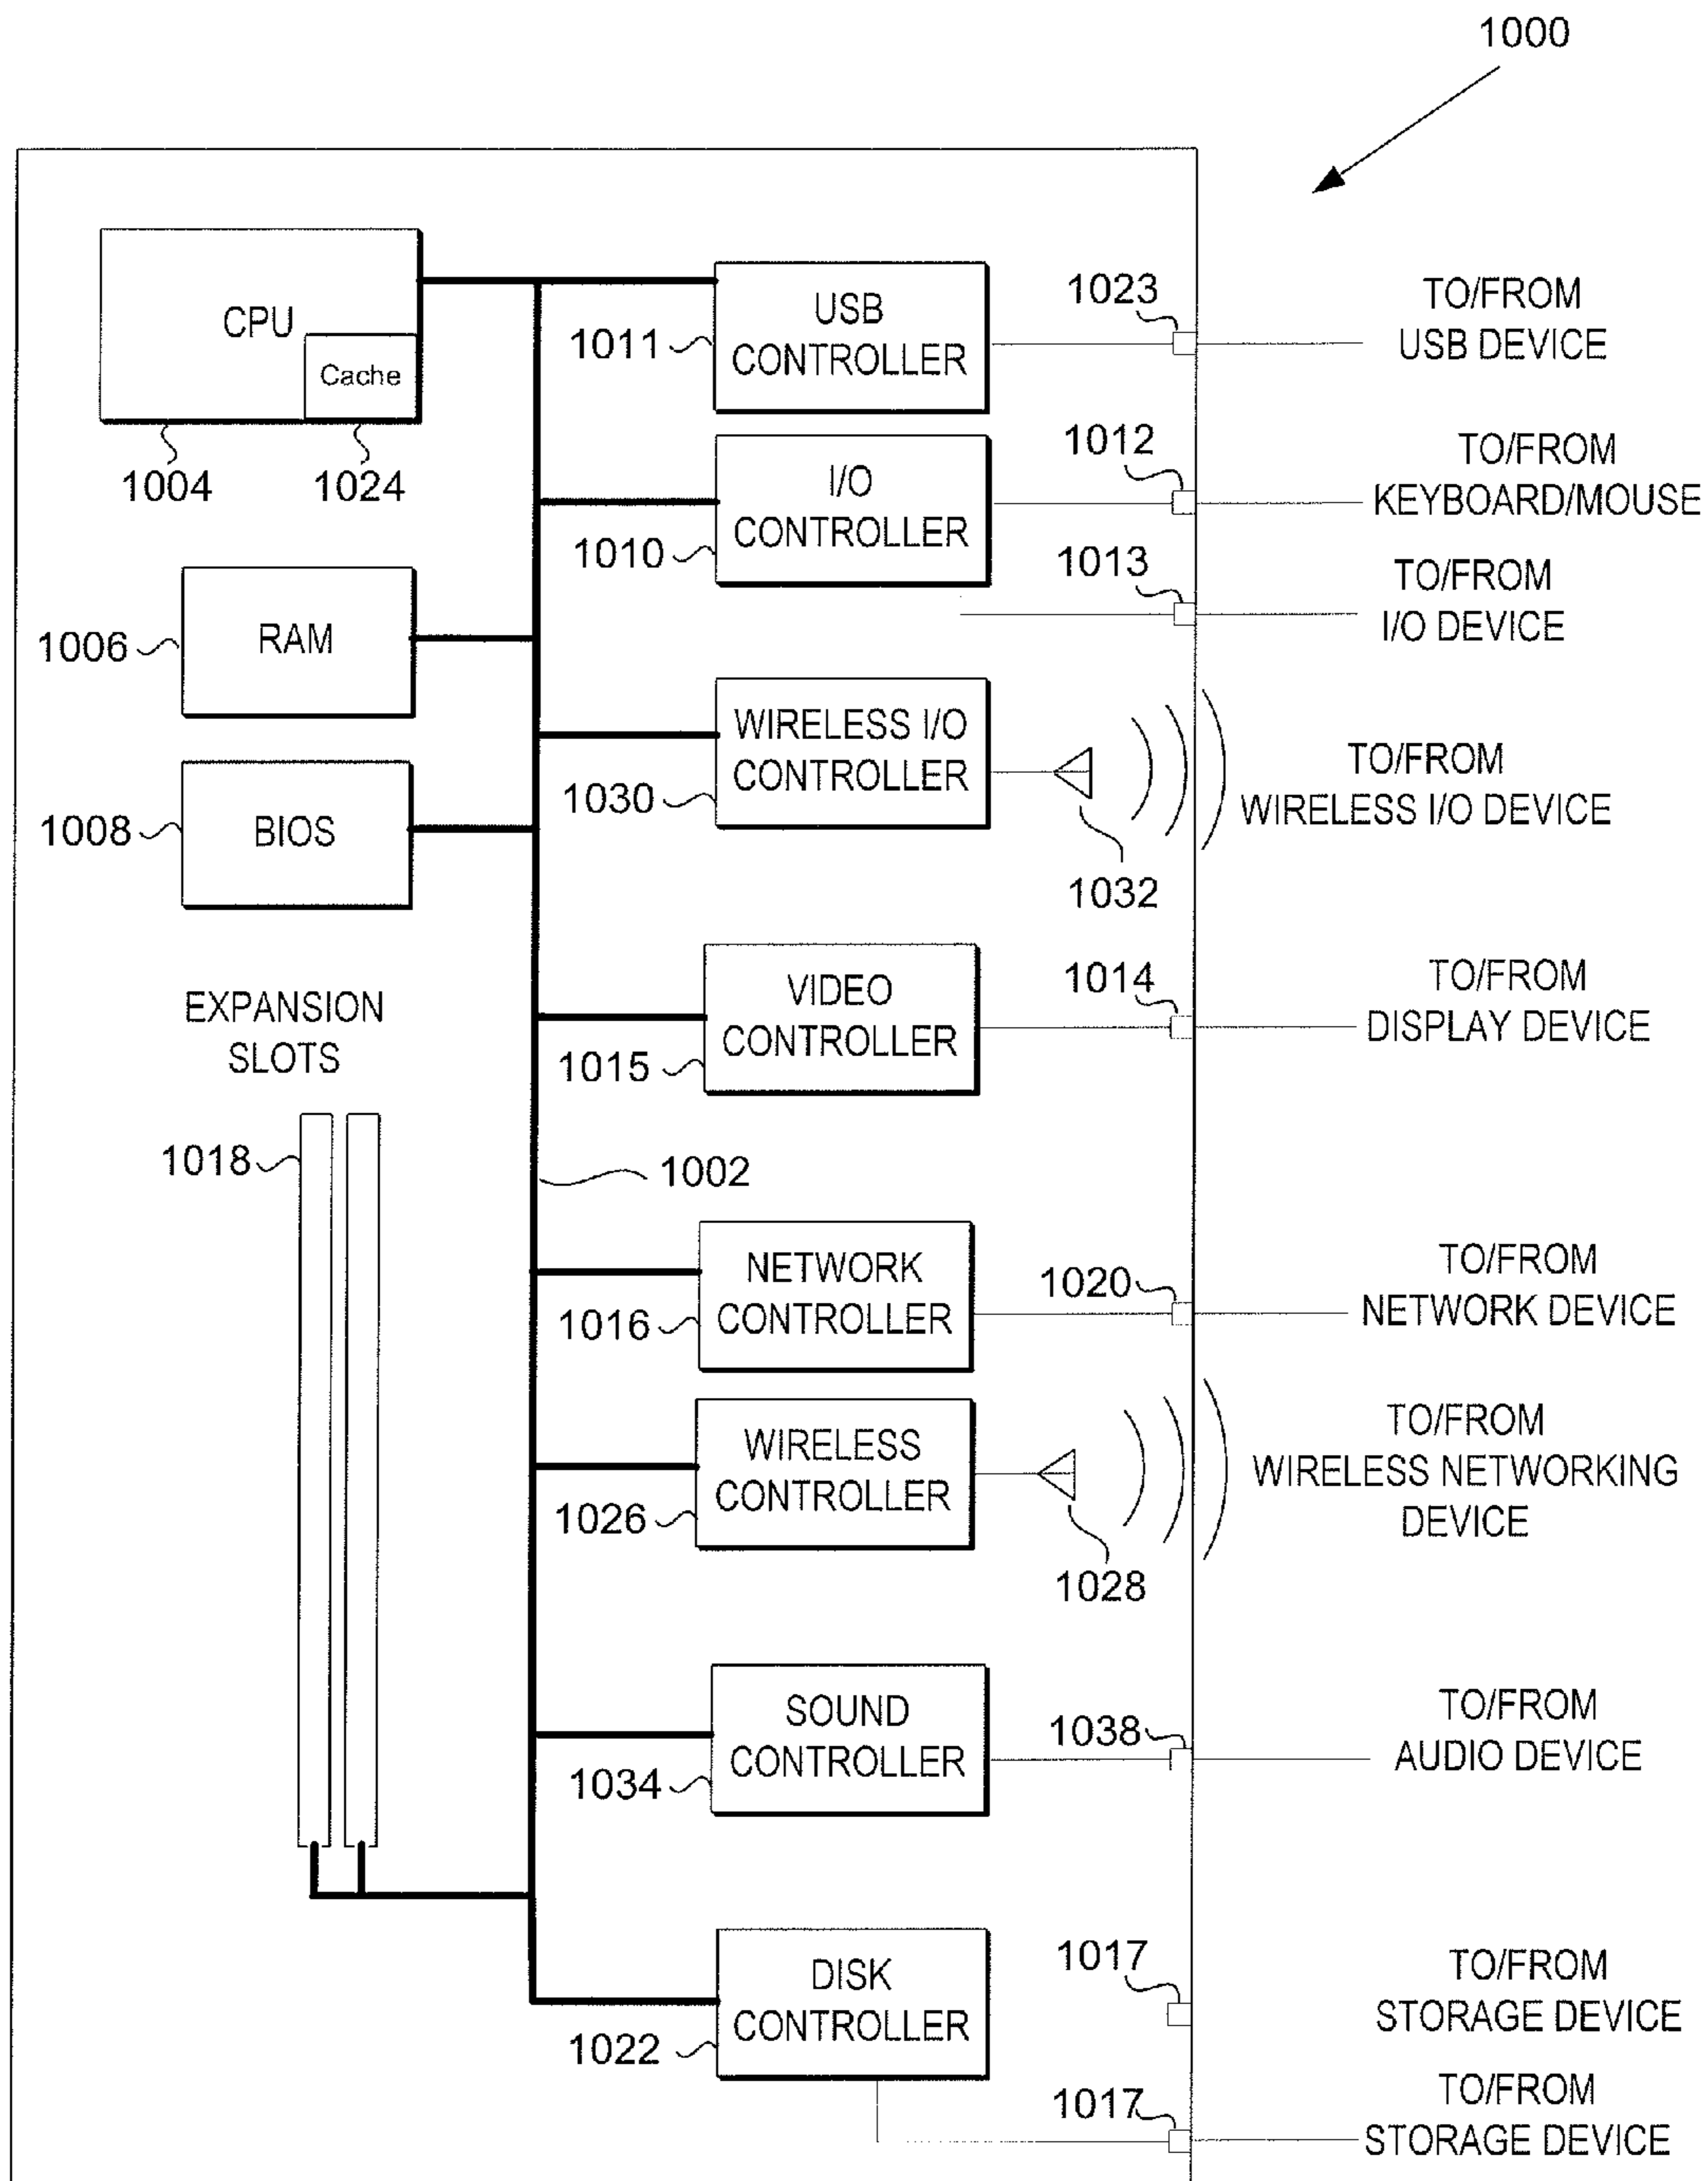 1000
CPU
Cache
1004
1024
USB
CONTROLLER
1011
1023
TO/FROM
USB DEVICE
I/O
CONTROLLER
1010
1012
TO/FROM
KEYBOARD/MOUSE
1013
TO/FROM
I/O DEVICE
RAM
1006
WIRELESS I/O
CONTROLLER
1030
1032
TO/FROM
WIRELESS I/O DEVICE
BIOS
1008
EXPANSION
SLOTS
VIDEO
CONTROLLER
1015
1014
TO/FROM
DISPLAY DEVICE
1018
1002
NETWORK
CONTROLLER
1016
1020
TO/FROM
NETWORK DEVICE
WIRELESS
CONTROLLER
1026
1028
TO/FROM
WIRELESS NETWORKING
DEVICE
SOUND
CONTROLLER
1034
1038
TO/FROM
AUDIO DEVICE
DISK
CONTROLLER
1022
1017
TO/FROM
STORAGE DEVICE
1017
TO/FROM
STORAGE DEVICE